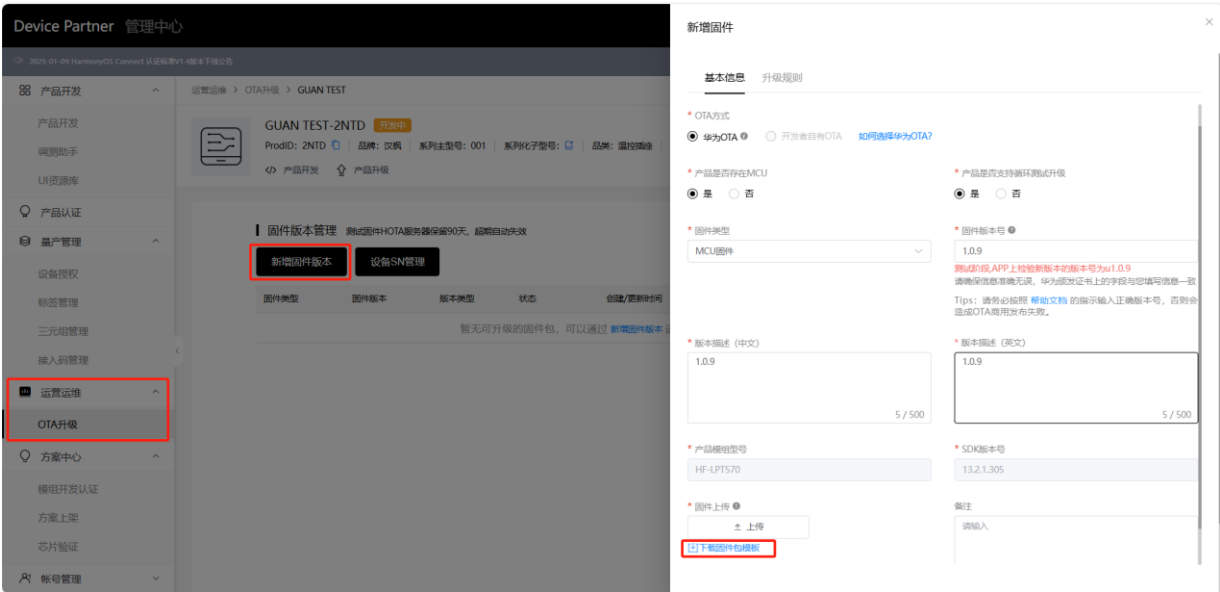 Device Partner 管理中心
2025-01-09 HarmonyOS Connect 认证标准V1.4版本下线公告
产品开发
产品开发
调测助手
UI资源库
产品认证
量产管理
设备授权
标签管理
三元组管理
接入码管理
运营运维
OTA升级
方案中心
模组开发认证
方案上架
芯片验证
帐号管理
运营运维 > OTA升级 > GUAN TEST
GUAN TEST-2NTD 开发中
ProdID: 2NTD 品牌: 汉枫 系列主型号: 001 系列化子型号: 品类: 温控插座
</> 产品开发 产品升级
固件版本管理 测试固件HOTA服务器保留90天，超期自动失效
新增固件版本 设备SN管理
固件类型 固件版本 版本类型 状态 创建/更新时间
暂无可升级的固件包，可以通过 新增固件版本
新增固件
基本信息 升级规则
* OTA方式
华为OTA 开发者自有OTA 如何选择华为OTA?
* 产品是否存在MCU * 产品是否支持循环测试升级
是 否 是 否
* 固件类型 * 固件版本号
MCU固件 1.0.9
测试阶段,APP上检验新版本的版本号为u1.0.9
请确保信息准确无误，华为颁发证书上的字段与您填写信息一致
Tips: 请务必按照 帮助文档 的指示输入正确版本号，否则会
造成OTA商用发布失败。
* 版本描述（中文） * 版本描述（英文）
1.0.9 1.0.9
5 / 500 5 / 500
* 产品模组型号 * SDK版本号
HF-LPT570 13.2.1.305
* 固件上传 备注
上传 请输入
下载固件包模板